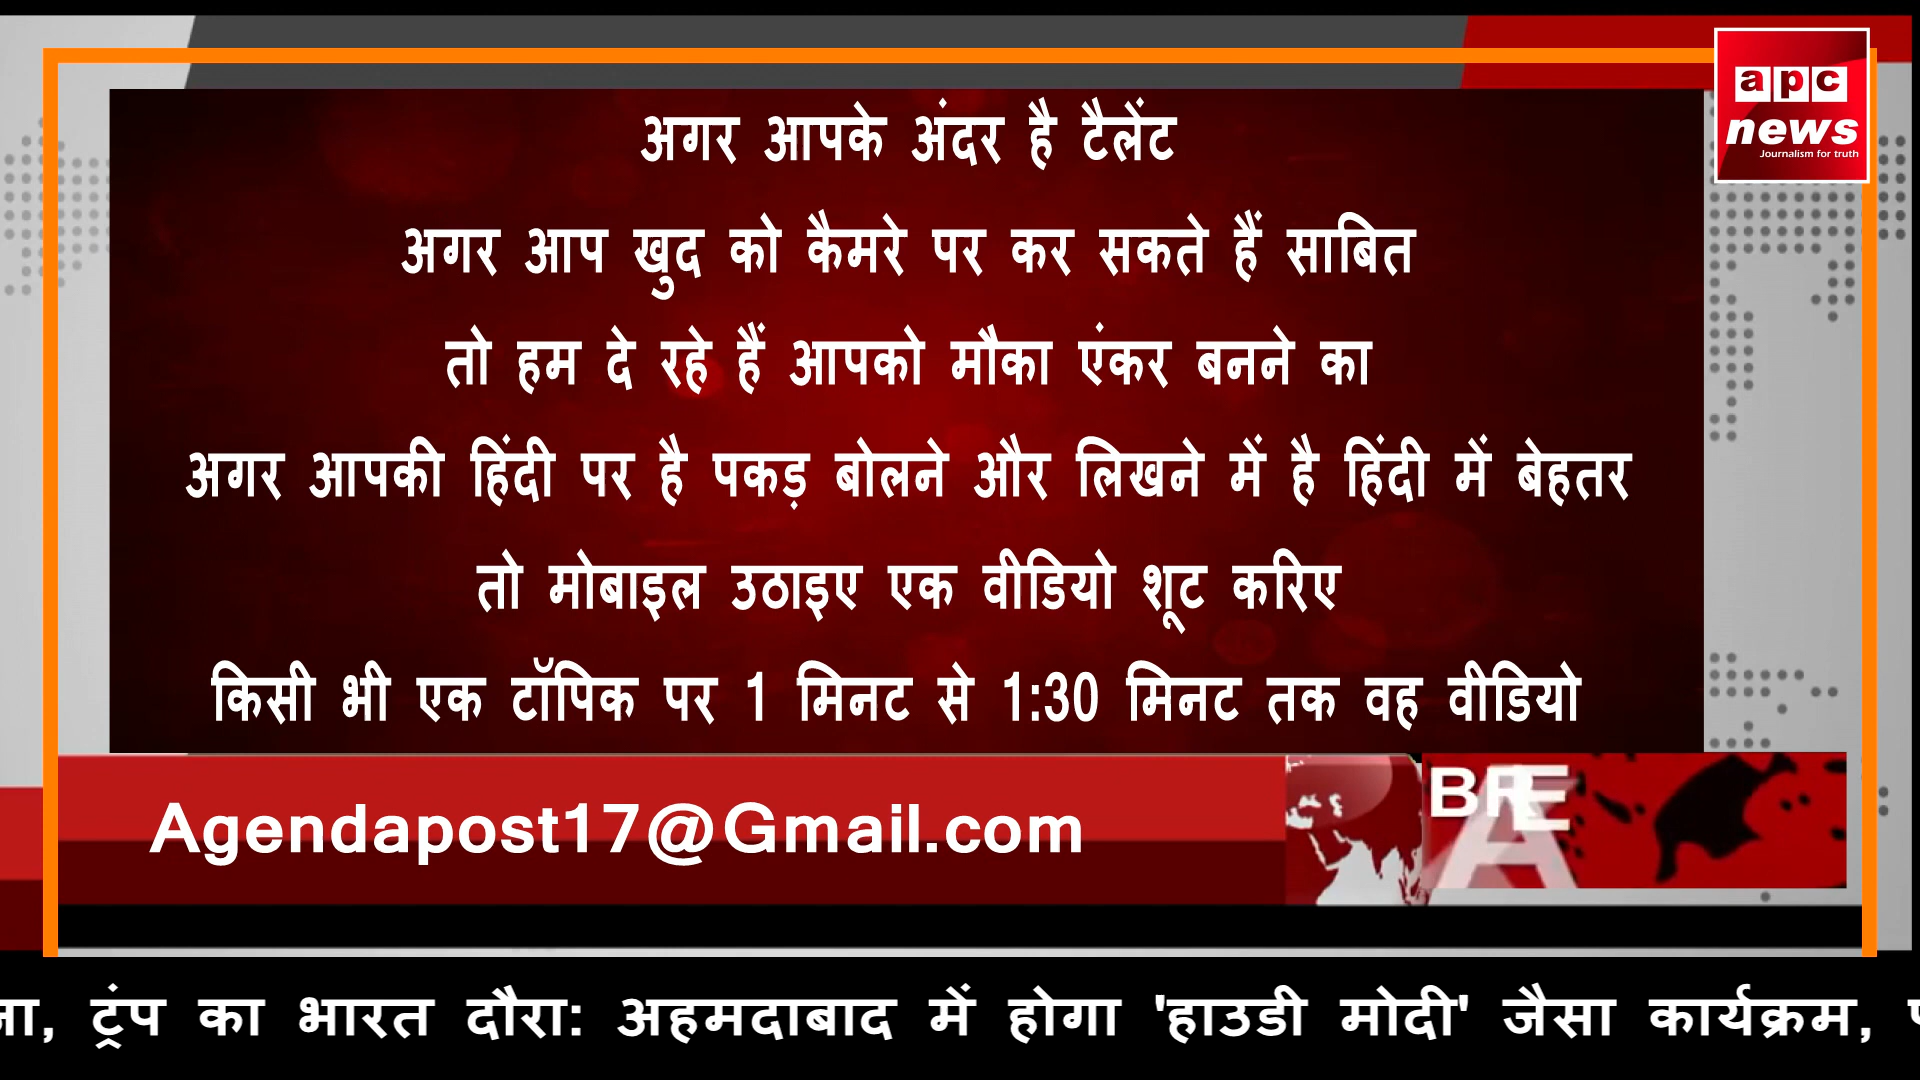 apc
news
Journalism for truth
अगर आपके अंदर है टैलेंट
अगर आप खुद को कैमरे पर कर सकते हैं साबित
तो हम दे रहे हैं आपको मौका एंकर बनने का
अगर आपकी हिंदी पर है पकड़ बोलने और लिखने में है हिंदी में बेहतर
तो मोबाइल उठाइए एक वीडियो शूट करिए
किसी भी एक टॉपिक पर 1 मिनट से 1:30 मिनट तक वह वीडियो
Agendapost17@Gmail.com
BREA
ट्रंप का भारत दौरा: अहमदाबाद में होगा 'हाउडी मोदी' जैसा कार्यक्रम,